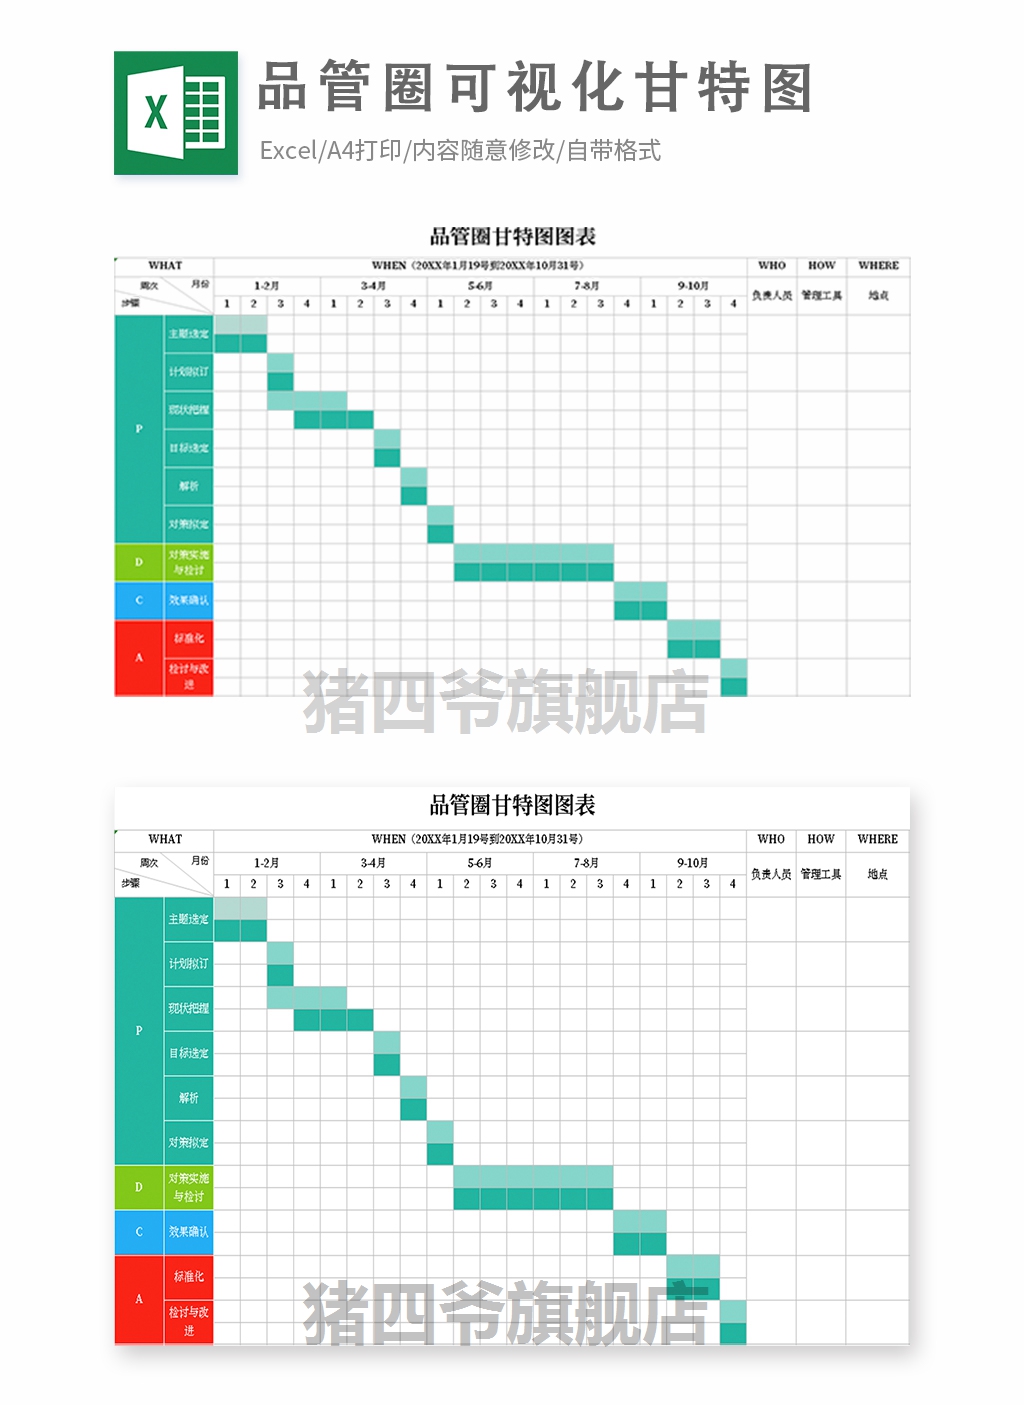 X
品管圈可视化甘特图
Excel/A4打印/内容随意修改/自带格式
品管圈甘特图图表
WHAT WHEN（20XX年1月19号到20XX年10月31号） WHO HOW WHERE
周次 月份 1-2月 3-4月 5-6月 7-8月 9-10月 负责人员 管理工具 地点
步骤 1 2 3 4 1 2 3 4 1 2 3 4 1 2 3 4 1 2 3 4
主题选定
计划拟订
现状把握
P
目标选定
解析
对策拟定
D 对策实施
与检讨
C 效果确认
标准化
A
检讨与改
进
猪四爷旗舰店
品管圈甘特图图表
WHAT WHEN（20XX年1月19号到20XX年10月31号） WHO HOW WHERE
周次 月份 1-2月 3-4月 5-6月 7-8月 9-10月 负责人员 管理工具 地点
步骤 1 2 3 4 1 2 3 4 1 2 3 4 1 2 3 4 1 2 3 4
主题选定
计划拟订
现状把握
P
目标选定
解析
对策拟定
D 对策实施
与检讨
C 效果确认
标准化
A
检讨与改
进
猪四爷旗舰店